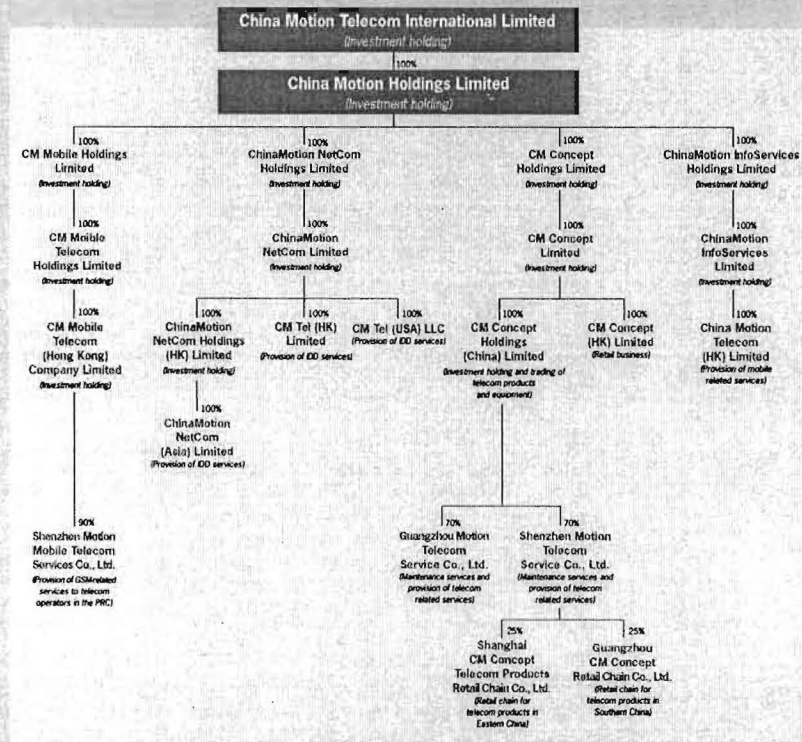 China Motion Telecom International Limited
(Investment holding)
100%
China Motion Holdings Limited
(Investment holding)
100%
CM Mobile Holdings
Limited
(Investment holding)
100%
ChinaMotion NetCom
Holdings Limited
(Investment holding)
100%
CM Concept
Holdings Limited
(Investment holding)
100%
ChinaMotion InfoServices
Holdings Limited
(Investment holding)
100%
CM Moible
Telecom
Holdings Limited
(Investment holding)
100%
ChinaMotion
NetCom Limited
(Investment holding)
100%
CM Concept
Limited
(Investment holding)
100%
ChinaMotion
InfoServices
Limited
(Investment holding)
100%
CM Mobile
Telecom
(Hong Kong)
Company Limited
(Investment holding)
100%
ChinaMotion
NetCom Holdings
(HK) Limited
(Investment holding)
100%
CM Tel (HK)
Limited
(Provision of IDD services)
100%
CM Tel (USA) LLC
(Provision of IDD services)
100%
CM Concept
Holdings
(China) Limited
(Investment holding and trading of
telecom products
and equipment)
100%
CM Concept
(HK) Limited
(Retail business)
100%
China Motion
Telecom
(HK) Limited
(Provision of mobile
related services)
100%
ChinaMotion
NetCom
(Asia) Limited
(Provision of IDD services)
90%
Shenzhen Motion
Mobile Telecom
Services Co., Ltd.
(Provision of GSM-related
services to telecom
operators in the PRC)
70%
Guangzhou Motion
Telecom
Service Co., Ltd.
(Maintenance services and
provision of telecom
related services)
70%
Shenzhen Motion
Telecom
Service Co., Ltd.
(Maintenance services and
provision of telecom
related services)
25%
Shanghai
CM Concept
Telecom Products
Retail Chain Co., Ltd.
(Retail chain for
telecom products in
Eastern China)
25%
Guangzhou
CM Concept
Retail Chain Co., Ltd.
(Retail chain for
telecom products in
Southern China)